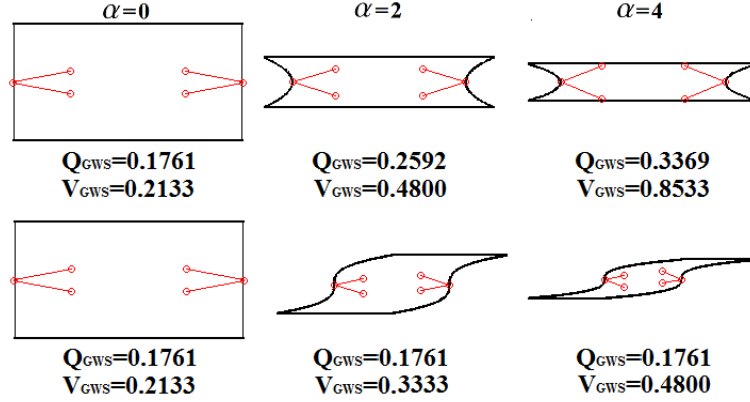 α=0 α=2 α=4
QGWS=0.1761 QGWS=0.2592 QGWS=0.3369
VGWS=0.2133 VGWS=0.4800 VGWS=0.8533
QGWS=0.1761 QGWS=0.1761 QGWS=0.1761
VGWS=0.2133 VGWS=0.3333 VGWS=0.4800